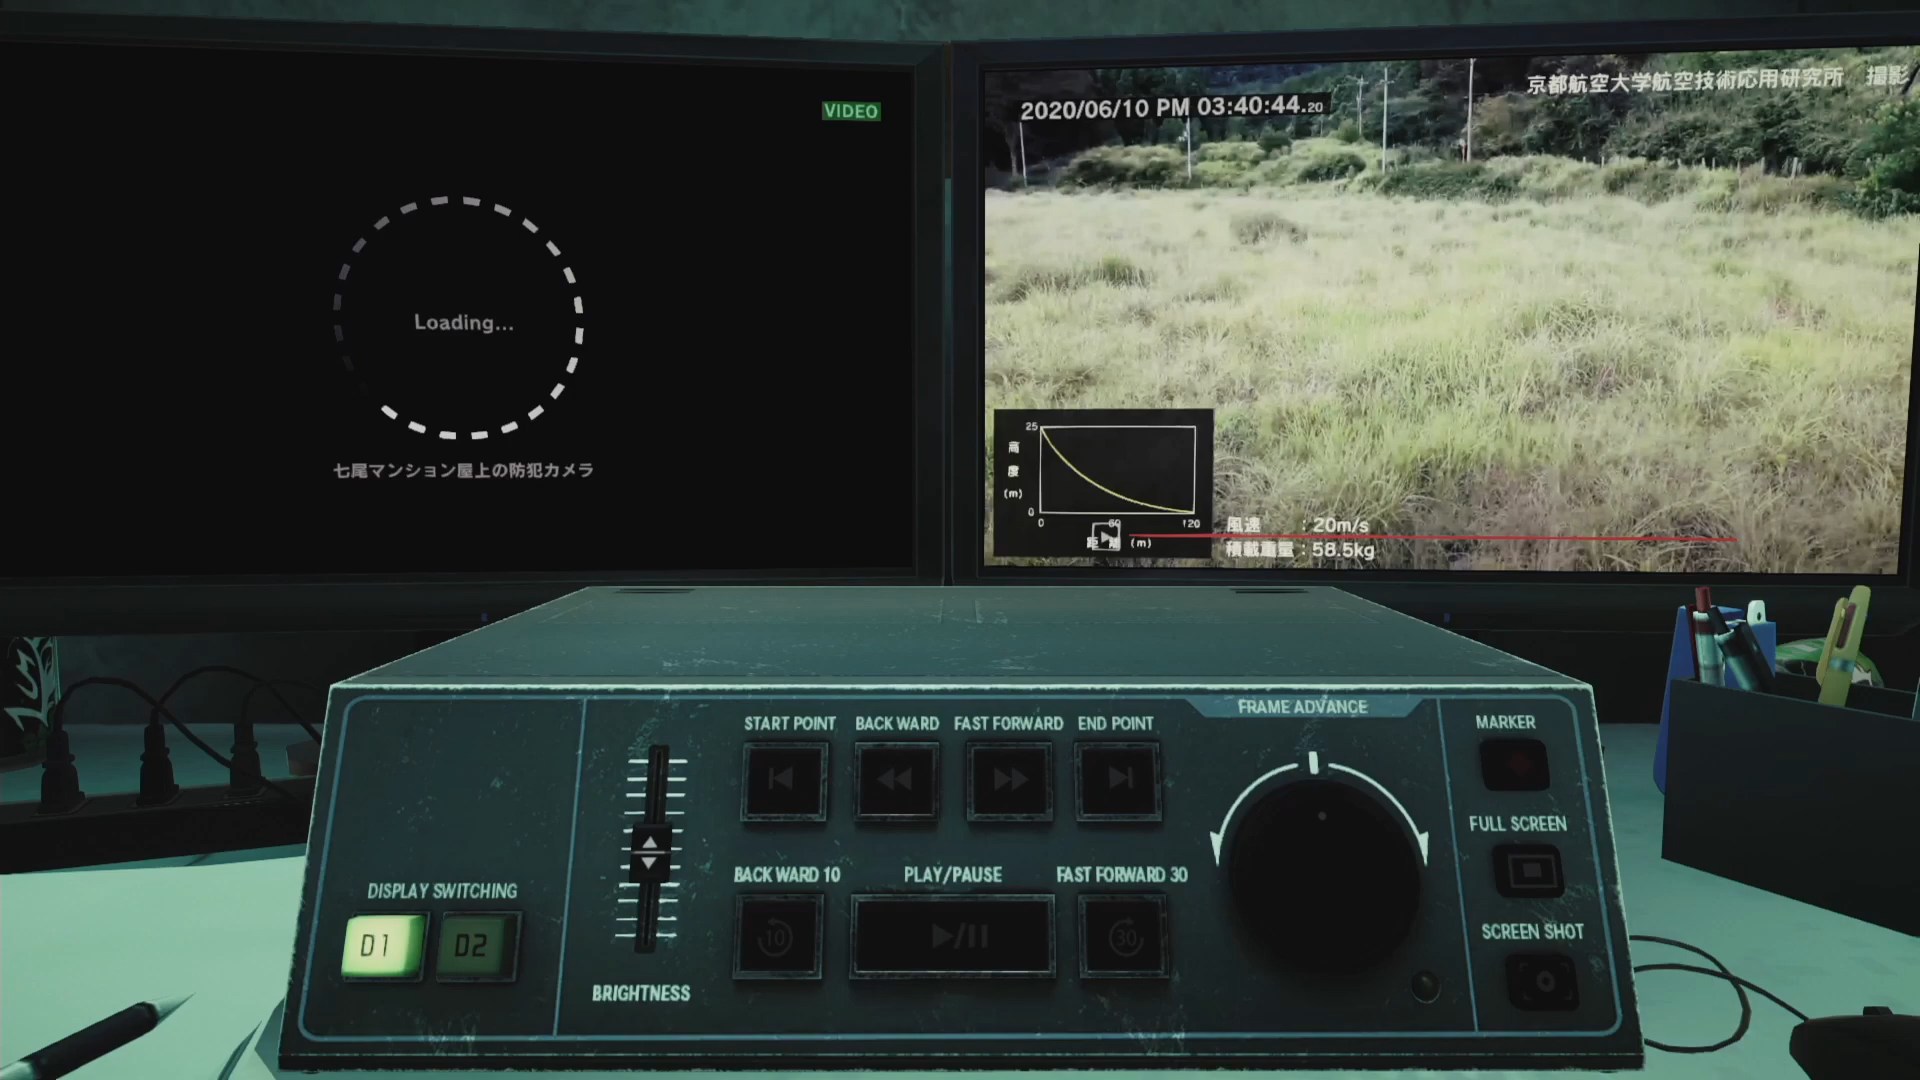 VIDEO
Loading...
七尾マンション屋上の防犯カメラ
2020/06/10 PM 03:40:44.20
京都航空大学航空技術応用研究所 撮影
25
高度
(m)
0
0 60 120
(m)
風速 : 20m/s
積載重量 : 58.5kg
START POINT
BACK WARD
FAST FORWARD
END POINT
FRAME ADVANCE
MARKER
FULL SCREEN
BACK WARD 10
PLAY/PAUSE
FAST FORWARD 30
10
30
DISPLAY SWITCHING
D1
D2
BRIGHTNESS
SCREEN SHOT